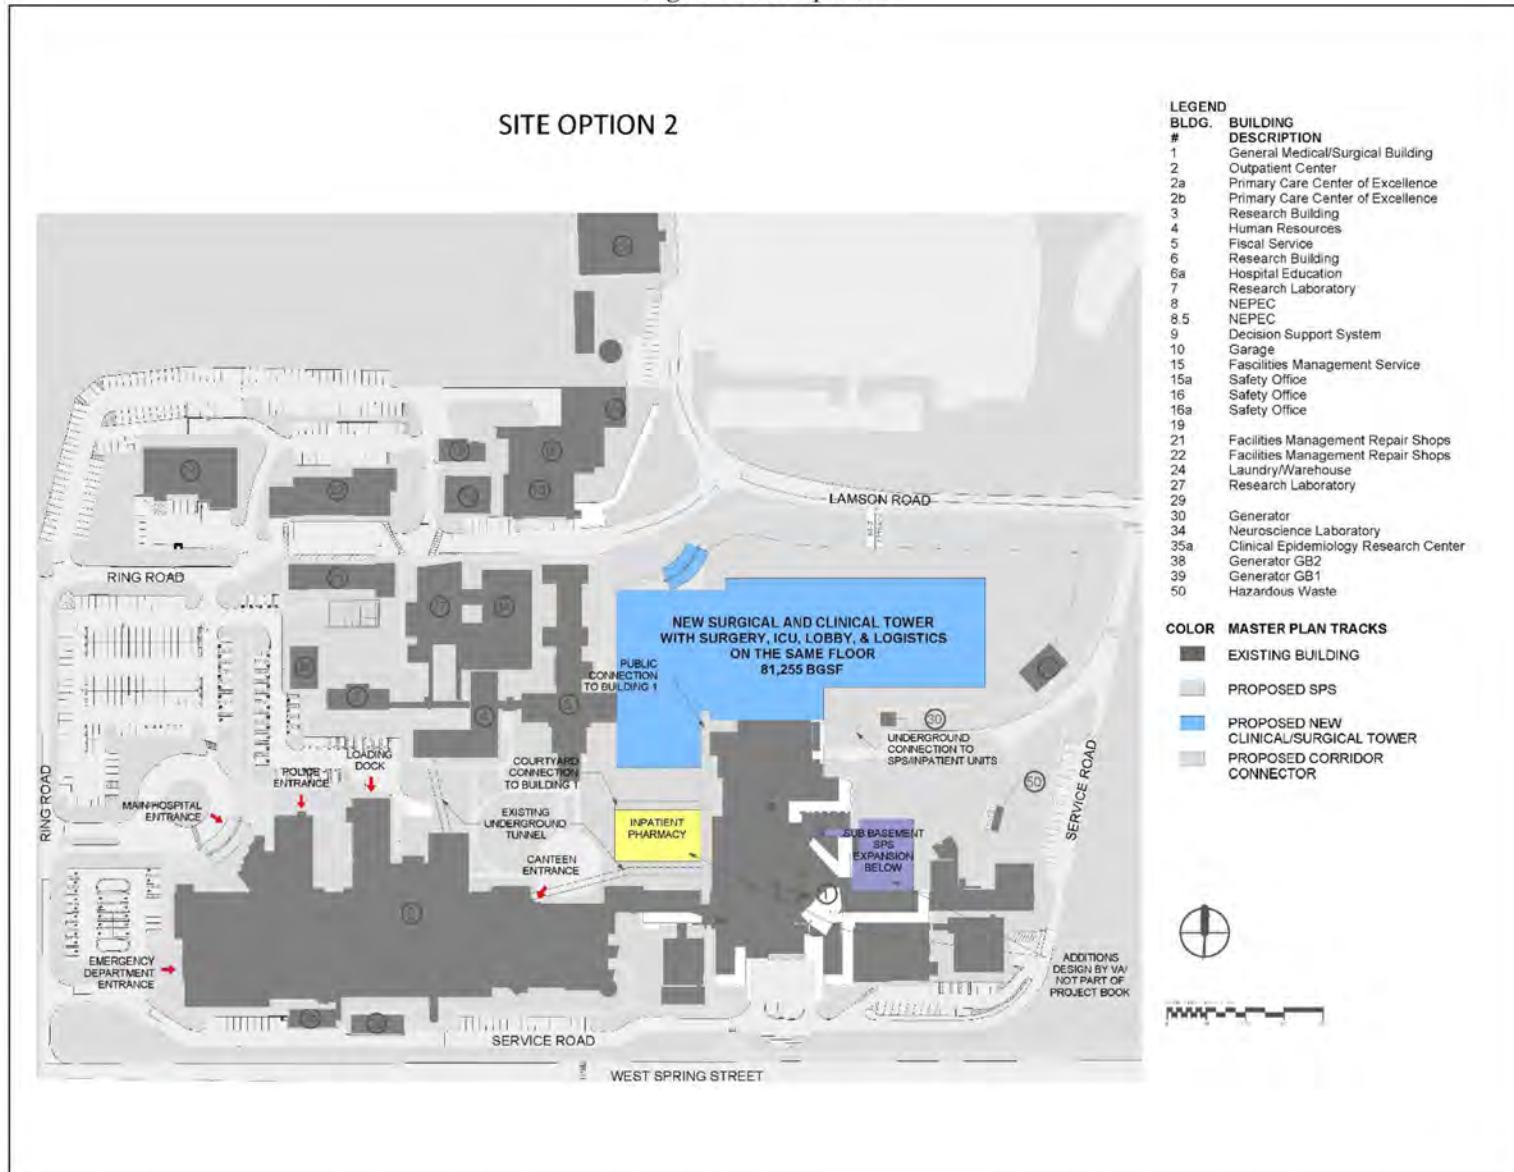 SITE OPTION 2
LEGEND
BLDG. BUILDING
# DESCRIPTION
1 General Medical/Surgical Building
2 Outpatient Center
2a Primary Care Center of Excellence
2b Primary Care Center of Excellence
3 Research Building
4 Human Resources
5 Fiscal Service
6 Research Building
6a Hospital Education
7 Research Laboratory
8 NEPEC
8.5 NEPEC
9 Decision Support System
10 Garage
15 Fascilities Management Service
15a Safety Office
16 Safety Office
16a Safety Office
19
21 Facilities Management Repair Shops
22 Facilities Management Repair Shops
24 Laundry/Warehouse
27 Research Laboratory
29
30 Generator
34 Neuroscience Laboratory
35a Clinical Epidemiology Research Center
38 Generator GB2
39 Generator GB1
50 Hazardous Waste
COLOR MASTER PLAN TRACKS
EXISTING BUILDING
PROPOSED SPS
PROPOSED NEW
CLINICAL/SURGICAL TOWER
PROPOSED CORRIDOR
CONNECTOR
LAMSON ROAD
RING ROAD
NEW SURGICAL AND CLINICAL TOWER
WITH SURGERY, ICU, LOBBY, & LOGISTICS
ON THE SAME FLOOR
81,255 BGSF
PUBLIC
CONNECTION
TO BUILDING 1
30
UNDERGROUND
CONNECTION TO
SPS/INPATIENT UNITS
50
SERVICE ROAD
COURTYARD
CONNECTION
TO BUILDING 1
LOADING
DOCK
POLICE
ENTRANCE
MAIN HOSPITAL
ENTRANCE
RING ROAD
EXISTING
UNDERGROUND
TUNNEL
INPATIENT
PHARMACY
SUB BASEMENT
SPS
EXPANSION
BELOW
CANTEEN
ENTRANCE
1
2
EMERGENCY
DEPARTMENT
ENTRANCE
ADDITIONS
DESIGN BY VA/
NOT PART OF
PROJECT BOOK
SERVICE ROAD
WEST SPRING STREET